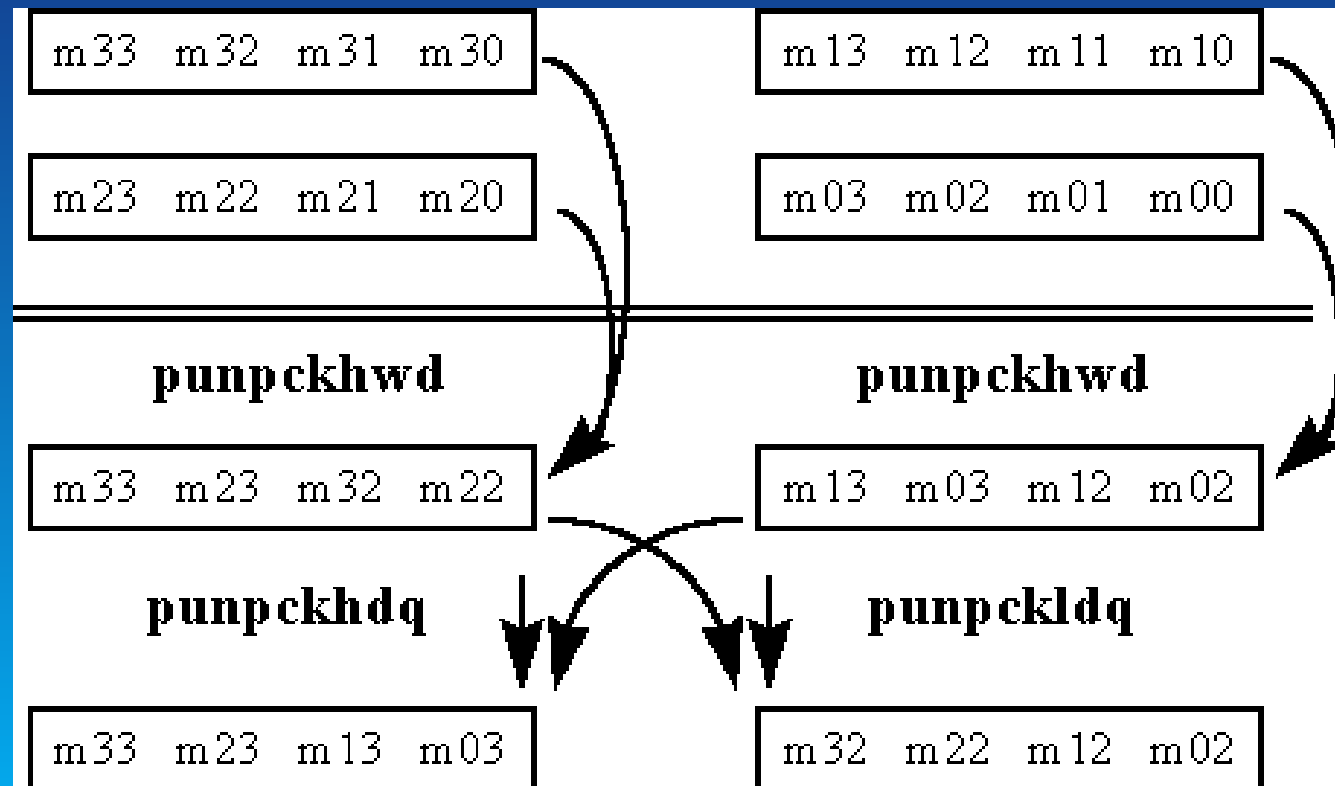 m33 m32 m31 m30 m13 m12 m11 m10
m23 m22 m21 m20 m03 m02 m01 m00
punpckhwd punpckhwd
m33 m23 m32 m22 m13 m03 m12 m02
punpckhdq punpckldq
m33 m23 m13 m03 m32 m22 m12 m02